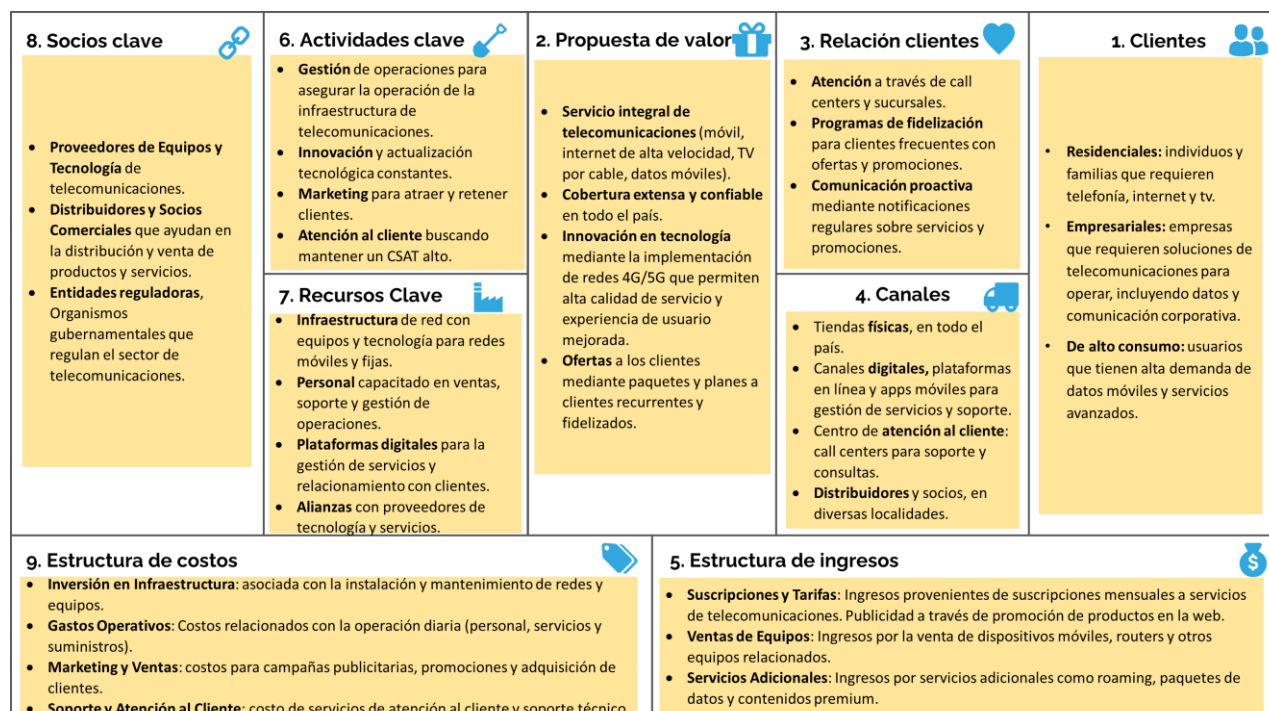 8. Socios clave
• Proveedores de Equipos y
Tecnología de
telecomunicaciones.
• Distribuidores y Socios
Comerciales que ayudan en
la distribución y venta de
productos y servicios.
• Entidades reguladoras,
Organismos
gubernamentales que
regulan el sector de
telecomunicaciones.
6. Actividades clave
• Gestión de operaciones para
asegurar la operación de la
infraestructura de
telecomunicaciones.
• Innovación y actualización
tecnológica constantes.
• Marketing para atraer y retener
clientes.
• Atención al cliente buscando
mantener un CSAT alto.
7. Recursos Clave
• Infraestructura de red con
equipos y tecnología para redes
móviles y fijas.
• Personal capacitado en ventas,
soporte y gestión de
operaciones.
• Plataformas digitales para la
gestión de servicios y
relacionamiento con clientes.
• Alianzas con proveedores de
tecnología y servicios.
2. Propuesta de valor
• Servicio integral de
telecomunicaciones (móvil,
internet de alta velocidad, TV
por cable, datos móviles).
• Cobertura extensa y confiable
en todo el país.
• Innovación en tecnología
mediante la implementación
de redes 4G/5G que permiten
alta calidad de servicio y
experiencia de usuario
mejorada.
• Ofertas a los clientes
mediante paquetes y planes a
clientes recurrentes y
fidelizados.
3. Relación clientes
• Atención a través de call
centers y sucursales.
• Programas de fidelización
para clientes frecuentes con
ofertas y promociones.
• Comunicación proactiva
mediante notificaciones
regulares sobre servicios y
promociones.
4. Canales
• Tiendas físicas, en todo el
país.
• Canales digitales, plataformas
en línea y apps móviles para
gestión de servicios y soporte.
• Centro de atención al cliente:
call centers para soporte y
consultas.
• Distribuidores y socios, en
diversas localidades.
1. Clientes
• Residenciales: individuos y
familias que requieren
telefonía, internet y tv.
• Empresariales: empresas
que requieren soluciones de
telecomunicaciones para
operar, incluyendo datos y
comunicación corporativa.
• De alto consumo: usuarios
que tienen alta demanda de
datos móviles y servicios
avanzados.
9. Estructura de costos
• Inversión en Infraestructura: asociada con la instalación y mantenimiento de redes y
equipos.
• Gastos Operativos: Costos relacionados con la operación diaria (personal, servicios y
suministros).
• Marketing y Ventas: costos para campañas publicitarias, promociones y adquisición de
clientes.
• Soporte y Atención al Cliente: costo de servicios de atención al cliente y soporte técnico
5. Estructura de ingresos
$
• Suscripciones y Tarifas: Ingresos provenientes de suscripciones mensuales a servicios
de telecomunicaciones. Publicidad a través de promoción de productos en la web.
• Ventas de Equipos: Ingresos por la venta de dispositivos móviles, routers y otros
equipos relacionados.
• Servicios Adicionales: Ingresos por servicios adicionales como roaming, paquetes de
datos y contenidos premium.